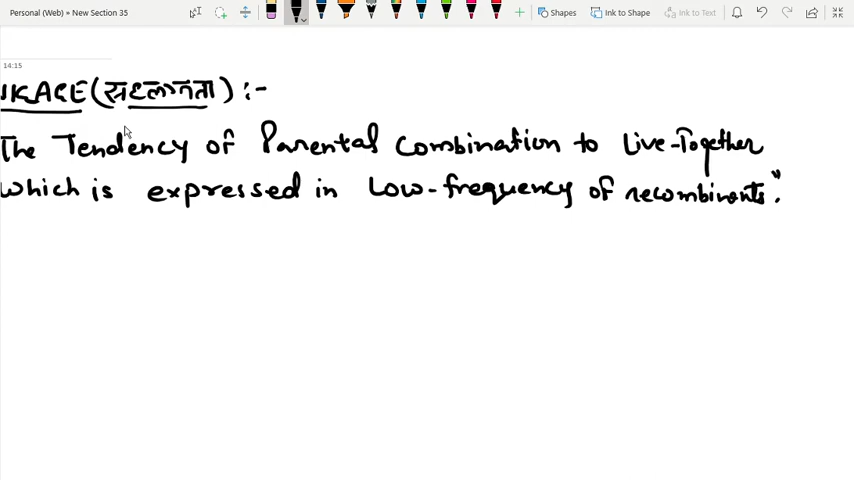 Personal (Web) » New Section 35
Shapes
Ink to Shape
Ink to Text
14:15
IKAGE (सहलग्नता) :-
The Tendency of Parental Combination to Live-Together
which is expressed in Low-frequency of recombinants."